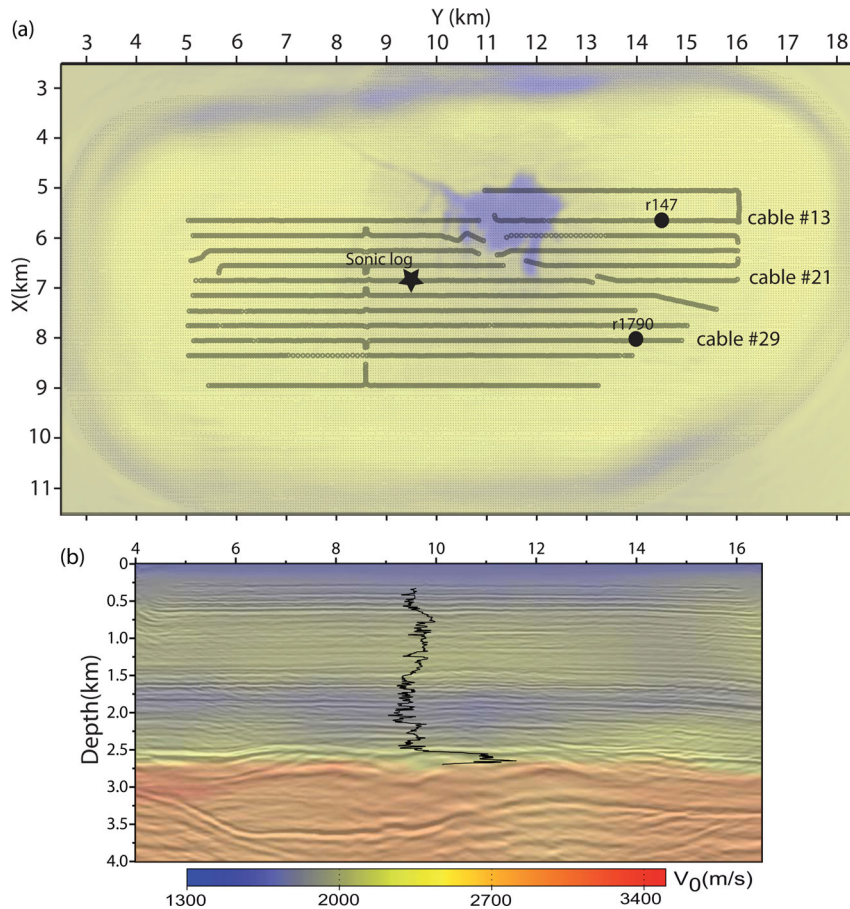 (a)
Y (km)
3 4 5 6 7 8 9 10 11 12 13 14 15 16 17 18
X(km)
3
4
5
6
7
8
9
10
11
r147
cable #13
Sonic log
cable #21
r1790
cable #29
(b)
4 6 8 10 12 14 16
Depth(km)
0
0.5
1.0
1.5
2.0
2.5
3.0
3.5
4.0
1300 2000 2700 3400
V0(m/s)